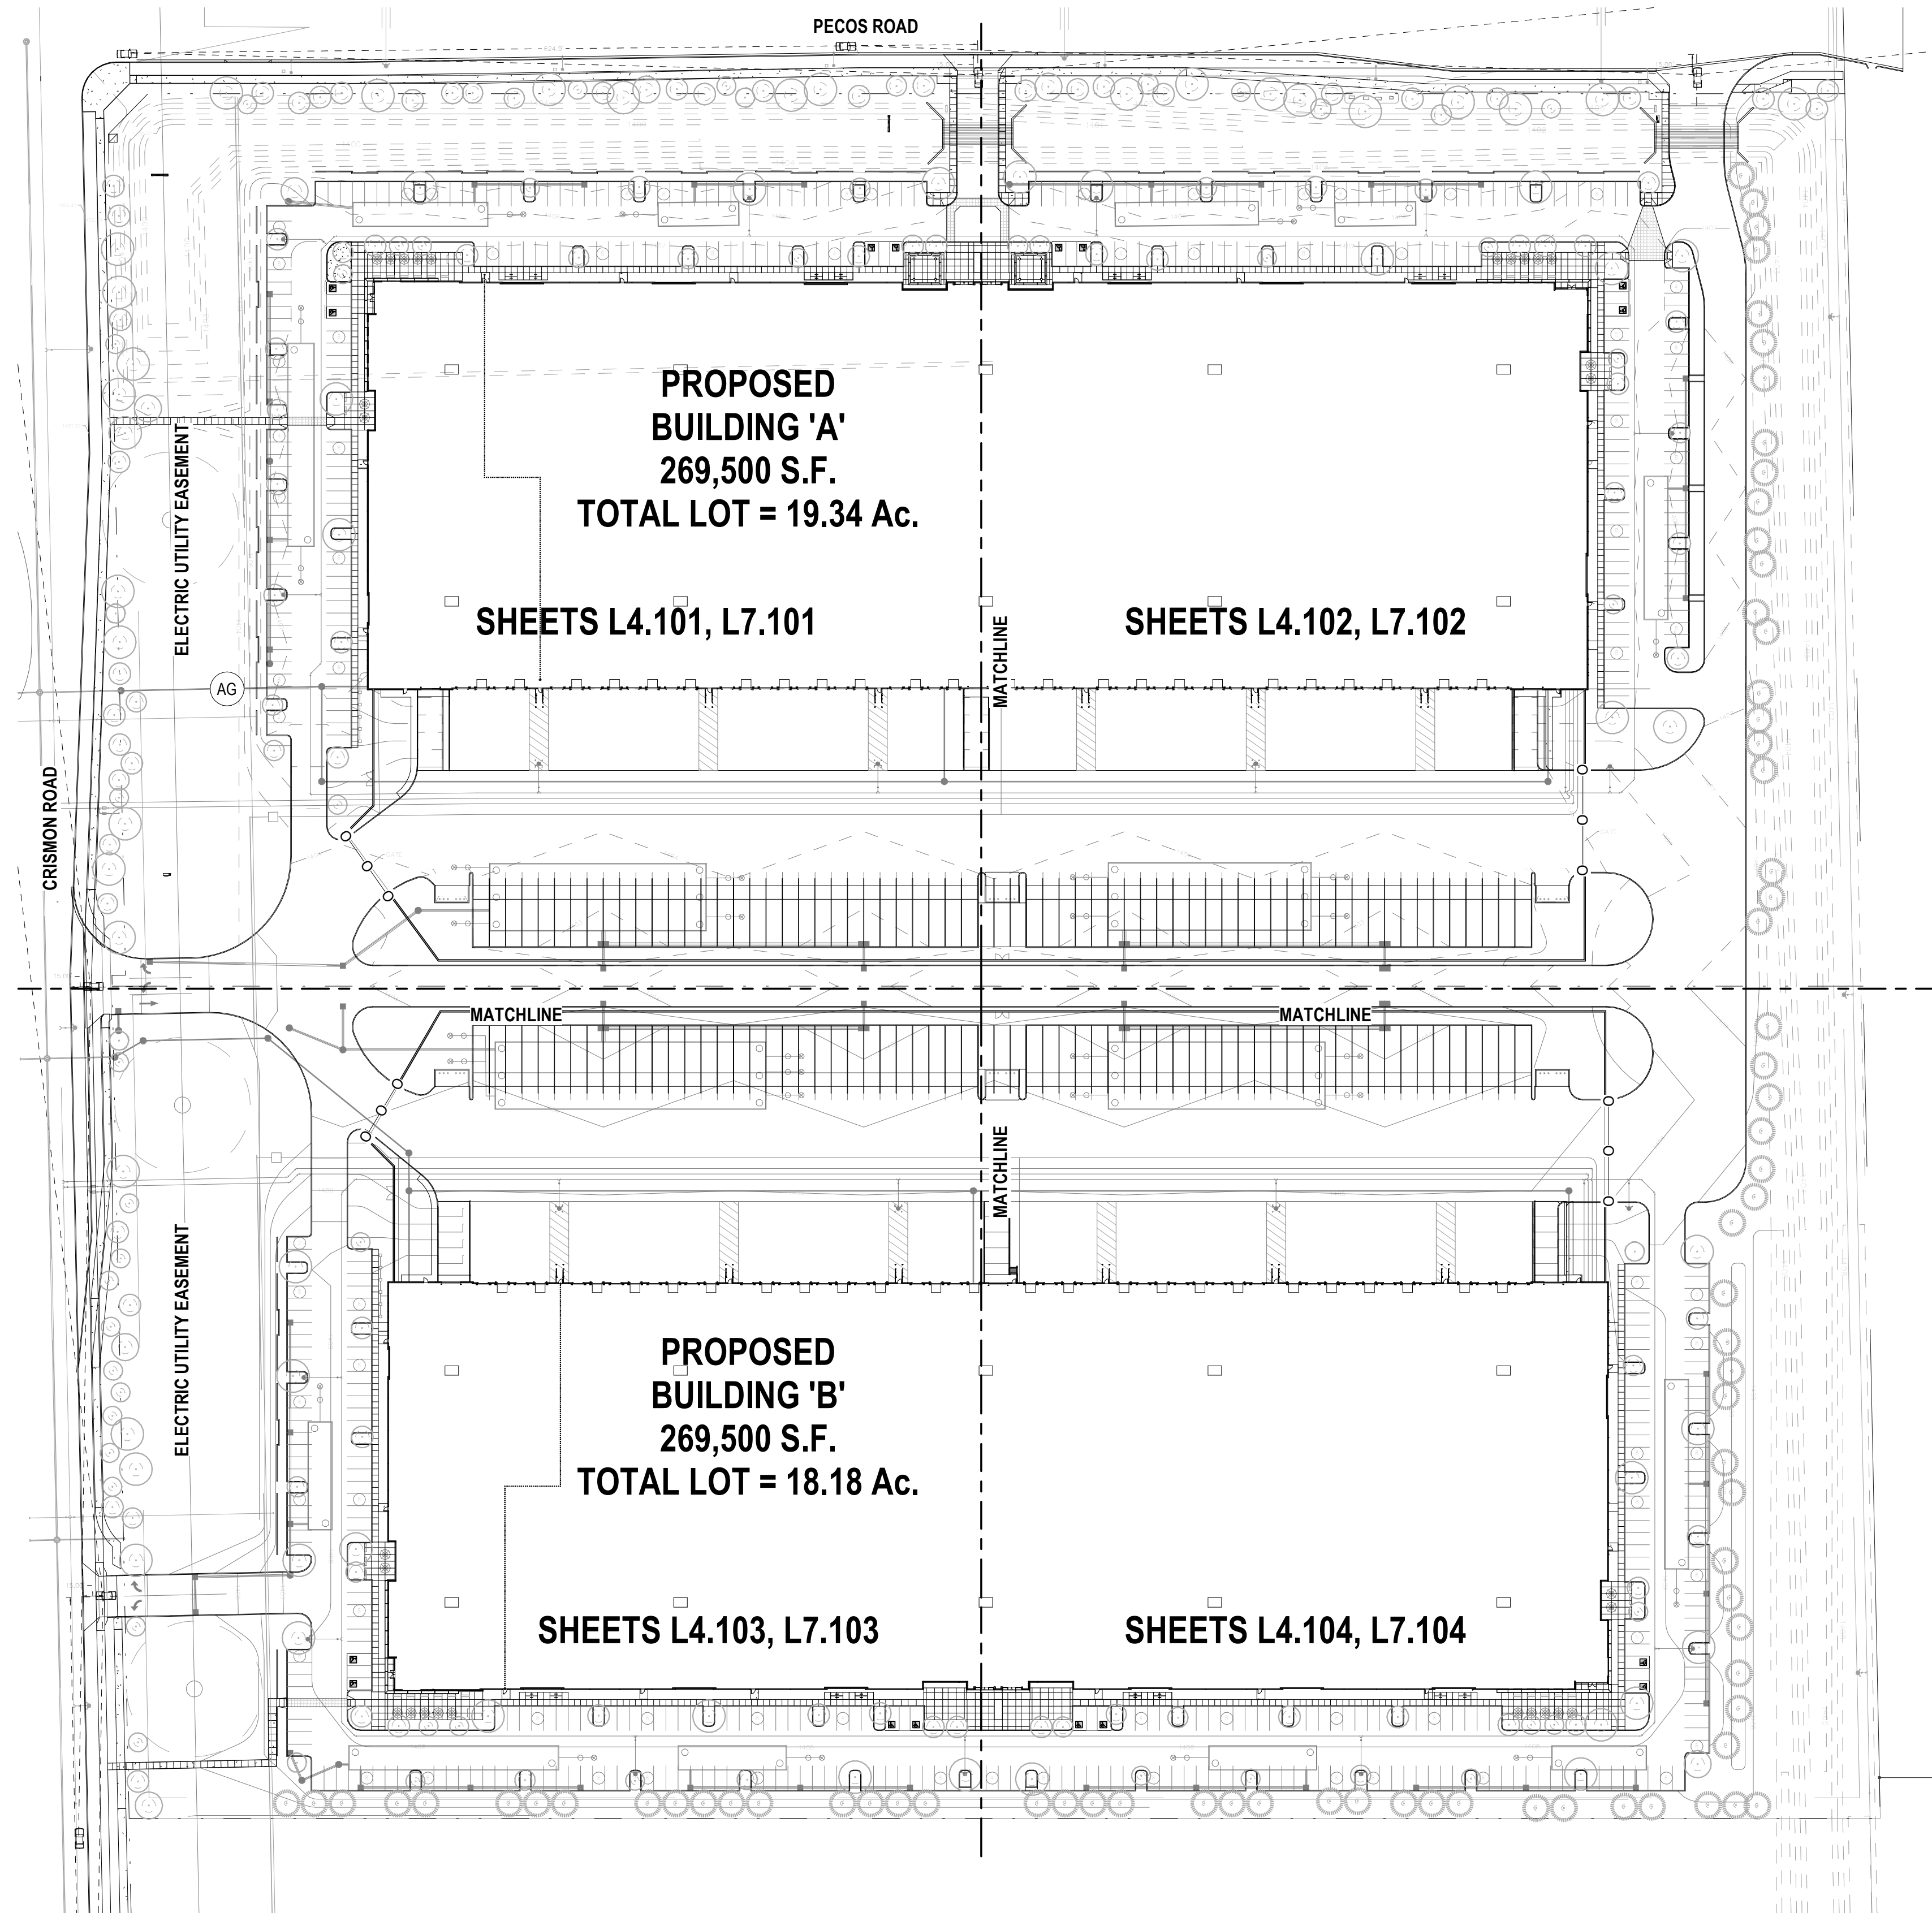 PECOS ROAD
ELECTRIC UTILITY EASEMENT
PROPOSED
BUILDING 'A'
269,500 S.F.
TOTAL LOT = 19.34 Ac.
SHEETS L4.101, L7.101
MATCHLINE
SHEETS L4.102, L7.102
AG
CRISMON ROAD
15.00
MATCHLINE
MATCHLINE
MATCHLINE
ELECTRIC UTILITY EASEMENT
PROPOSED
BUILDING 'B'
269,500 S.F.
TOTAL LOT = 18.18 Ac.
SHEETS L4.103, L7.103
SHEETS L4.104, L7.104